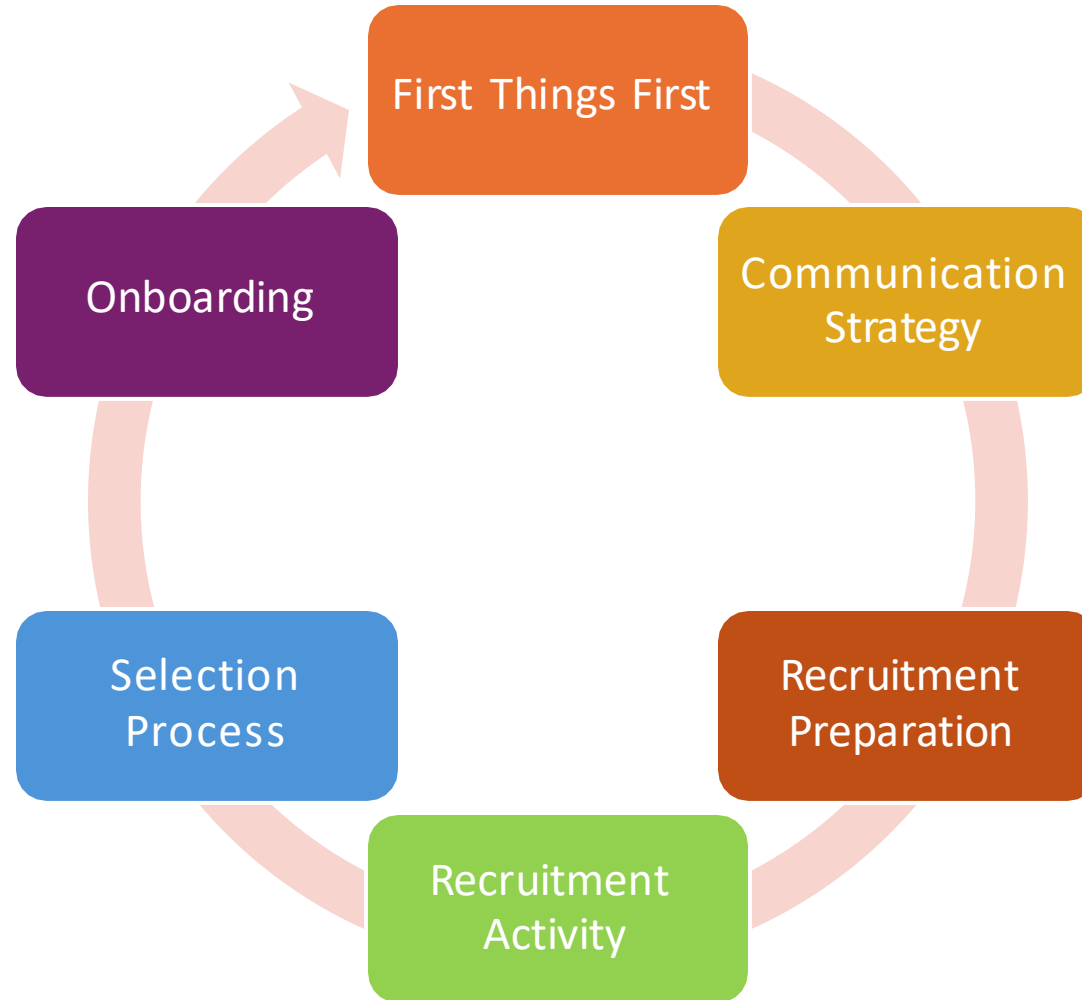 First Things First
Communication
Strategy
Recruitment
Preparation
Recruitment
Activity
Selection
Process
Onboarding